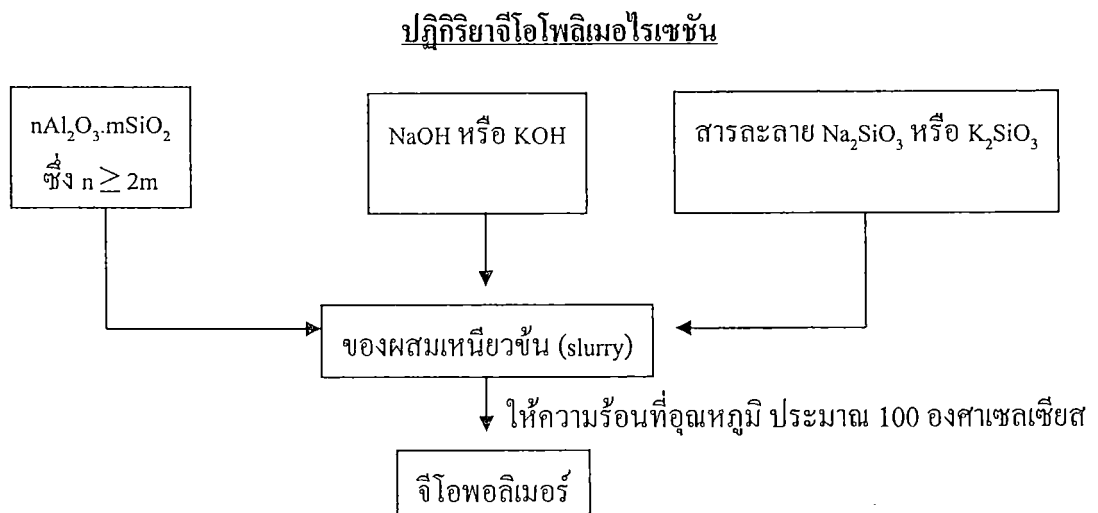 ปฏิกิริยาจีโอโพลิเมอไรเซชัน
nAl₂O₃.mSiO₂
ซึ่ง n ≥ 2m
NaOH หรือ KOH
สารละลาย Na₂SiO₃ หรือ K₂SiO₃
ของผสมเหนียวข้น (slurry)
ให้ความร้อนที่อุณหภูมิ ประมาณ 100 องศาเซลเซียส
จีโอพอลิเมอร์